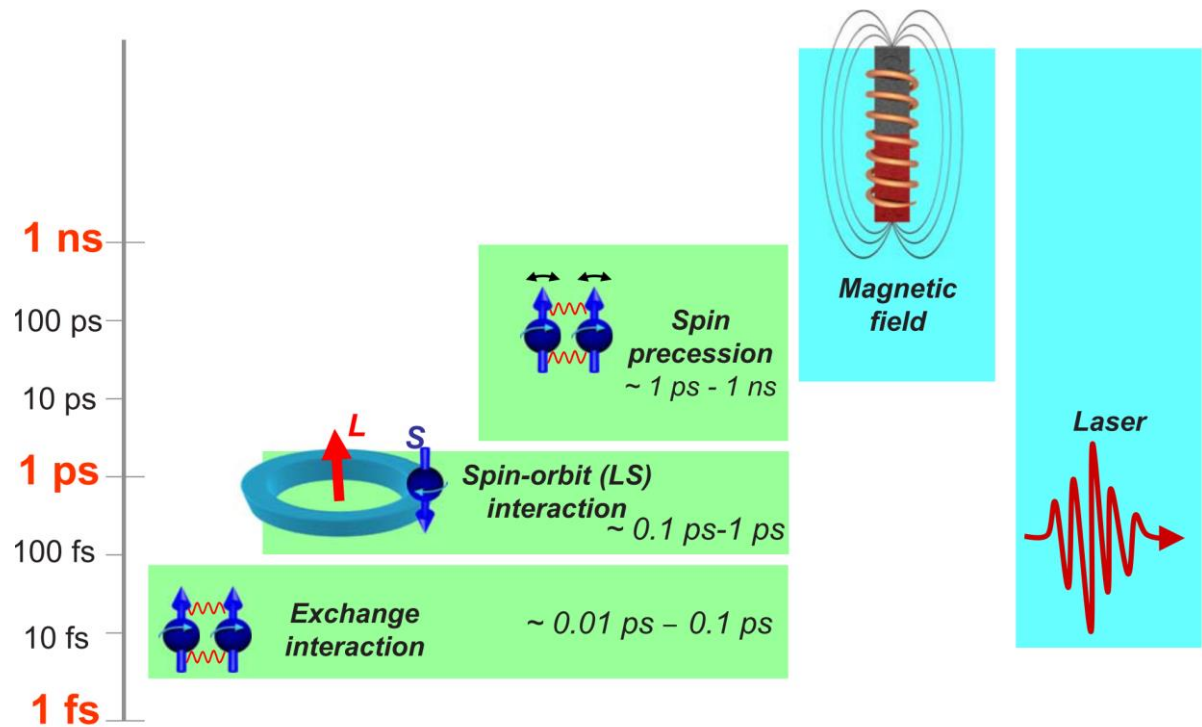 1 ns
100 ps
10 ps
1 ps
100 fs
10 fs
1 fs
Magnetic
field
Spin
precession
~ 1 ps - 1 ns
Laser
L
S
Spin-orbit (LS)
interaction
~ 0.1 ps-1 ps
Exchange
interaction
~ 0.01 ps – 0.1 ps